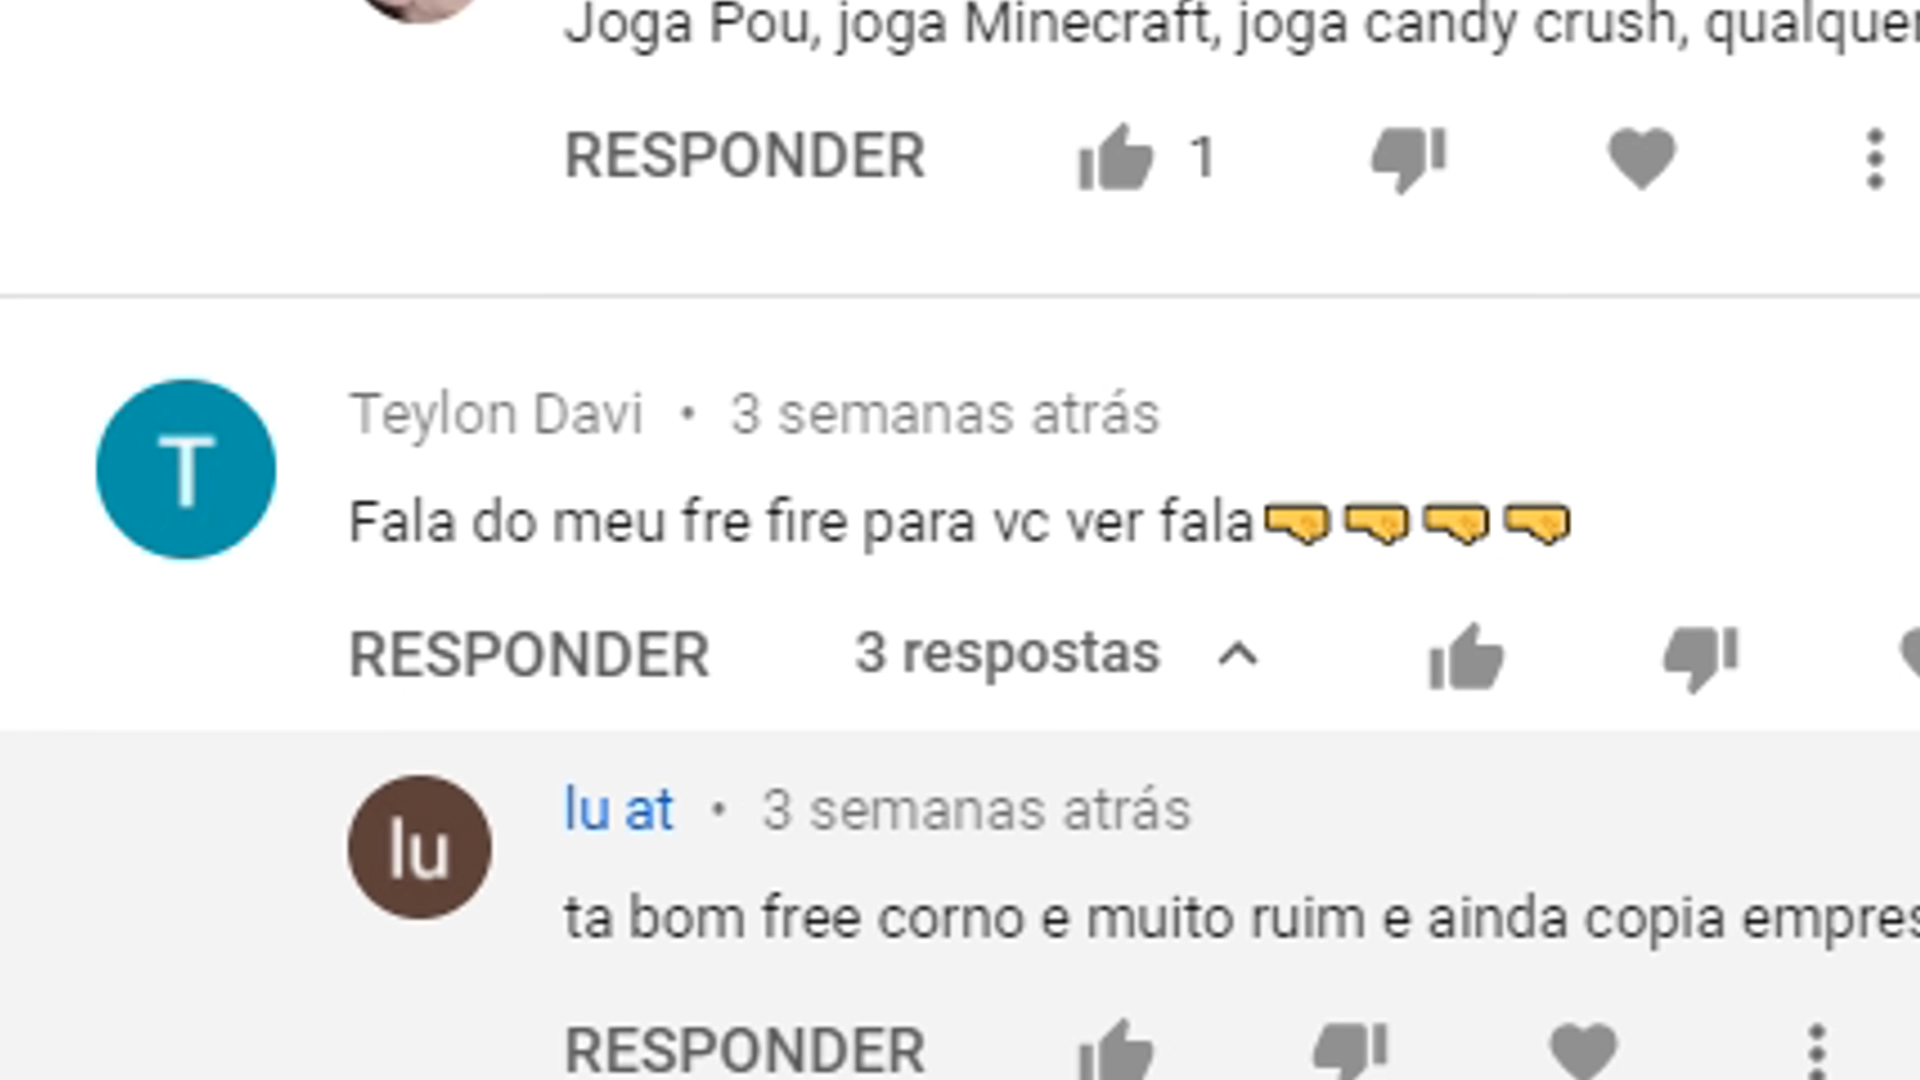 Joga Pou, joga Minecraft, joga candy crush,
RESPONDER 1
Teylon Davi • 3 semanas atrás
T
Fala do meu fre fire para vc ver fala🤜🤜🤜🤜
RESPONDER 3 respostas
lu at • 3 semanas atrás
lu
ta bom free corno e muito ruim e ainda copia
RESPONDER